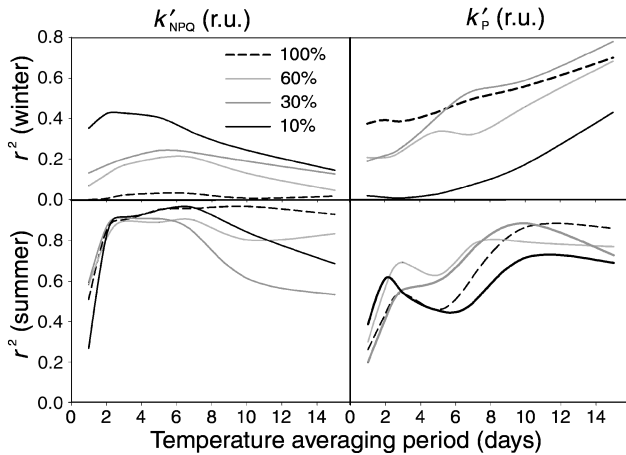 k′NPQ (r.u.) k′P (r.u.)
0.8
100%
60%
30%
10%
0.6
0.4
0.2
0.0
r² (winter)
0.8
0.6
0.4
0.2
0.0
r² (summer)
0 2 4 6 8 10 12 14 0 2 4 6 8 10 12 14
Temperature averaging period (days)